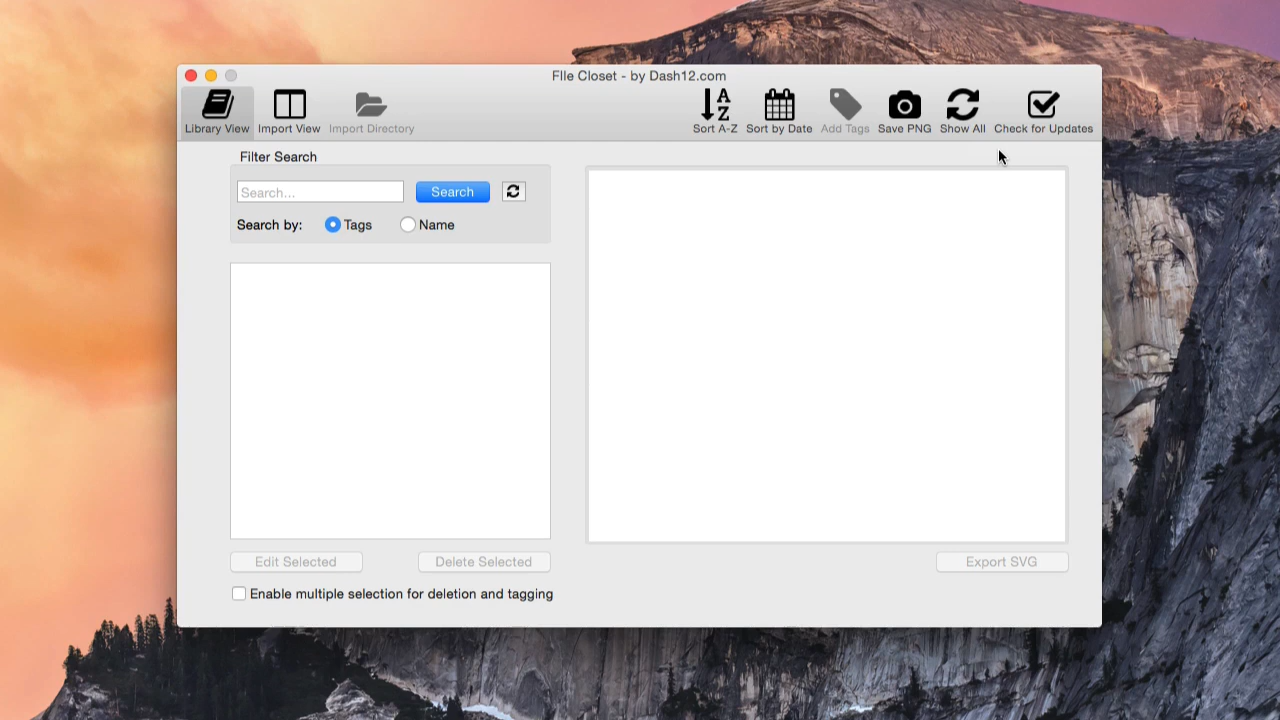 FIle Closet - by Dash12.com
Library View Import View Import Directory Sort A-Z Sort by Date Add Tags Save PNG Show All Check for Updates
Filter Search
Search... Search
Search by: Tags Name
Edit Selected Delete Selected Export SVG
Enable multiple selection for deletion and tagging